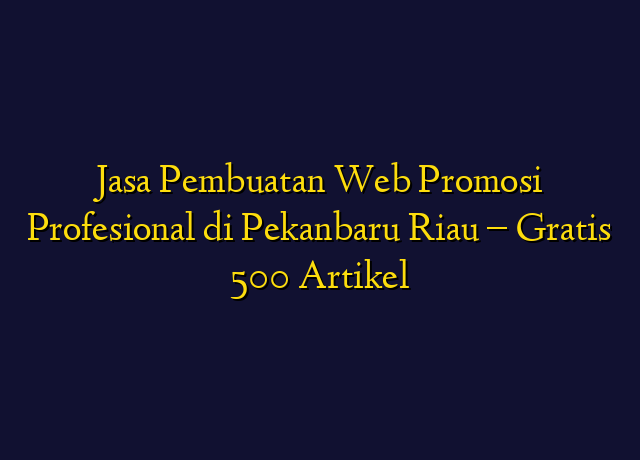 Jasa Pembuatan Web Promosi
Profesional di Pekanbaru Riau – Gratis
500 Artikel